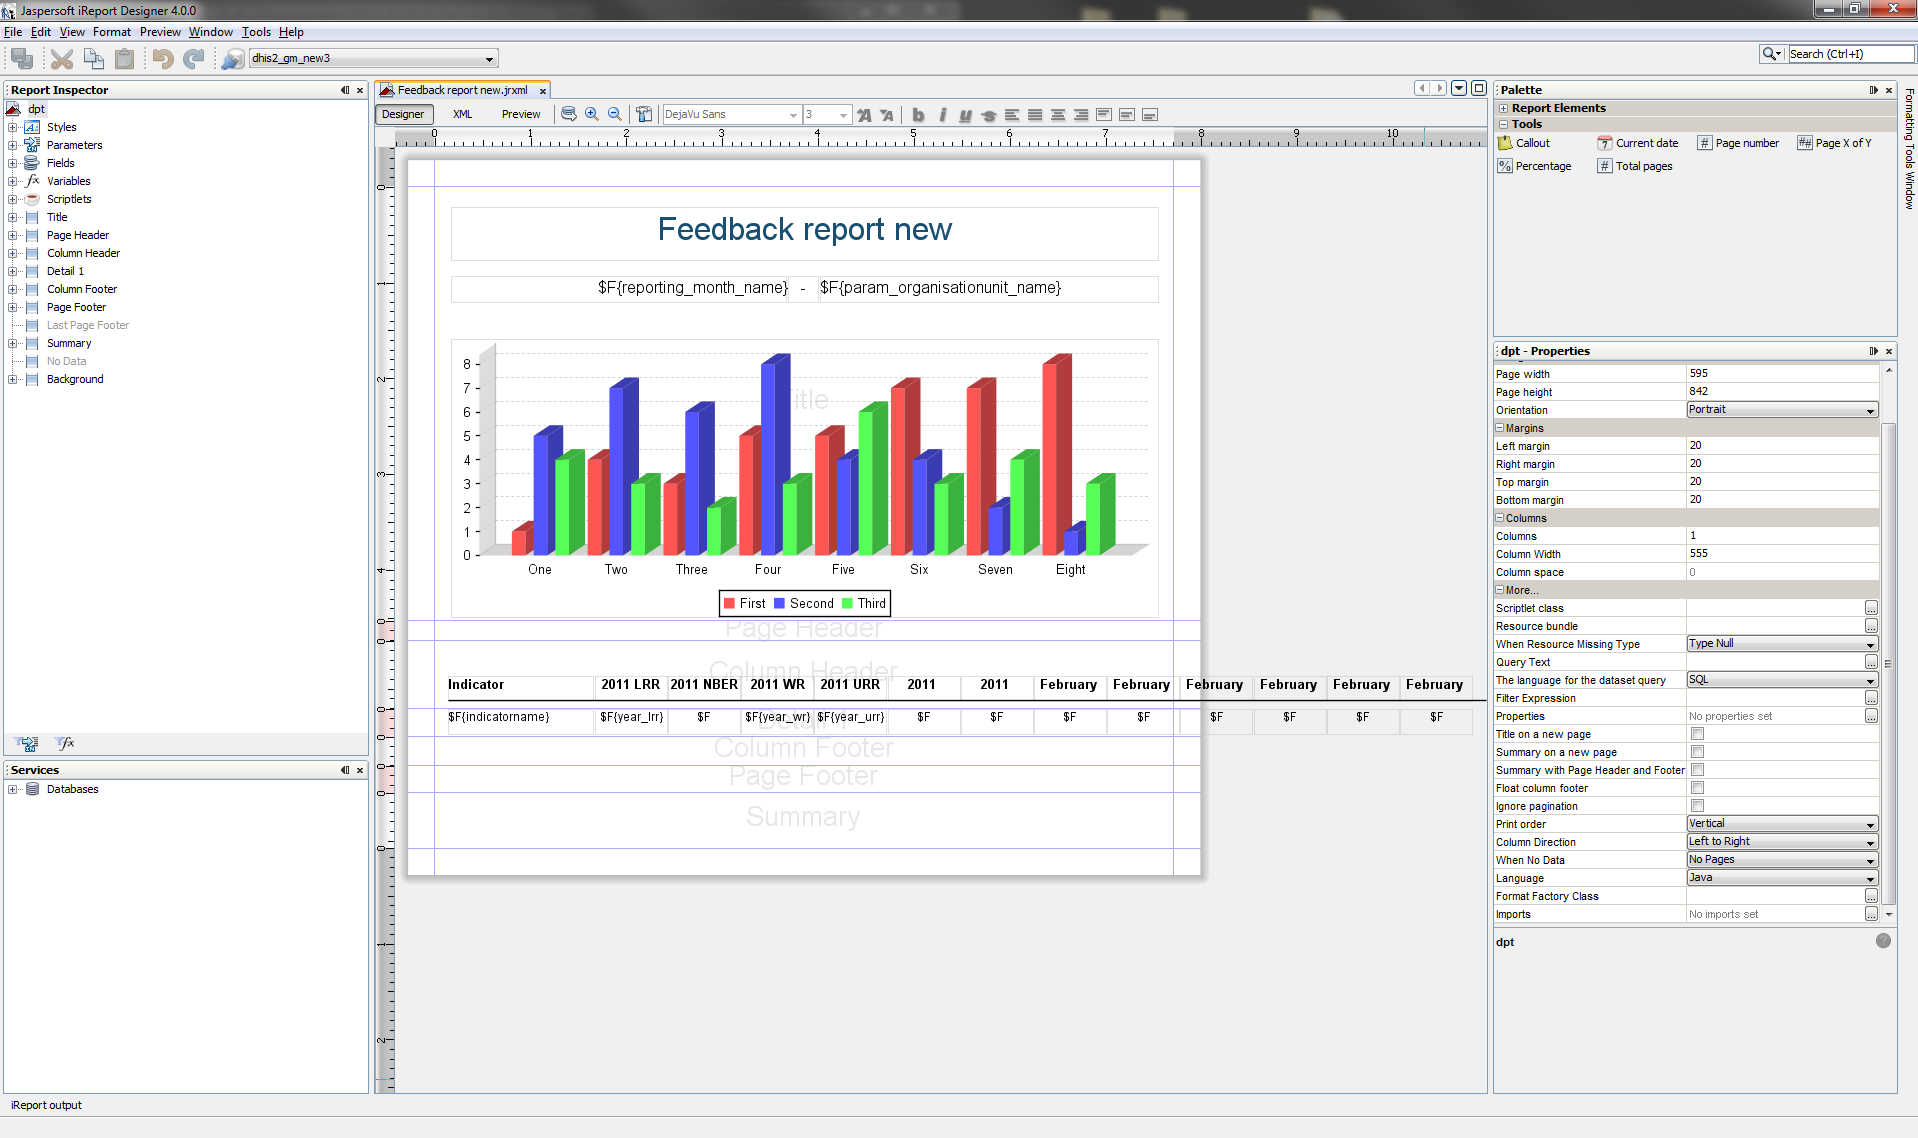 Jaspersoft iReport Designer 4.0.0
File Edit View Format Preview Window Tools Help
dhis2_gm_new3
Search (Ctrl+I)
Report Inspector
dpt
Styles
Parameters
Fields
Variables
Scriptlets
Title
Page Header
Column Header
Detail 1
Column Footer
Page Footer
Last Page Footer
Summary
No Data
Background
Services
Databases
iReport output
Feedback report new.jrxml
Designer XML Preview DejaVu Sans 3
0 1 2 3 4 5 6 7 8 9 10
Feedback report new
$F{reporting_month_name} - $F{param_organisationunit_name}
Title
8
7
6
5
4
3
2
1
0
One Two Three Four Five Six Seven Eight
First Second Third
Page Header
Column Header
Indicator 2011 LRR 2011 NBER 2011 WR 2011 URR 2011 2011 February February February February February February
$F{indicatorname} $F{year_lrr} $F $F{year_wr} $F{year_urr} $F $F $F $F $F $F $F $F
Detail 1
Column Footer
Page Footer
Summary
Palette
Report Elements
Tools
Callout Current date Page number Page X of Y
Percentage Total pages
Formatting Tools Window
dpt - Properties
Page width 595
Page height 842
Orientation Portrait
Margins
Left margin 20
Right margin 20
Top margin 20
Bottom margin 20
Columns
Columns 1
Column Width 555
Column space 0
More...
Scriptlet class ...
Resource bundle ...
When Resource Missing Type Type Null
Query Text ...
The language for the dataset query SQL
Filter Expression ...
Properties No properties set ...
Title on a new page
Summary on a new page
Summary with Page Header and Footer
Float column footer
Ignore pagination
Print order Vertical
Column Direction Left to Right
When No Data No Pages
Language Java
Format Factory Class ...
Imports No imports set ...
dpt